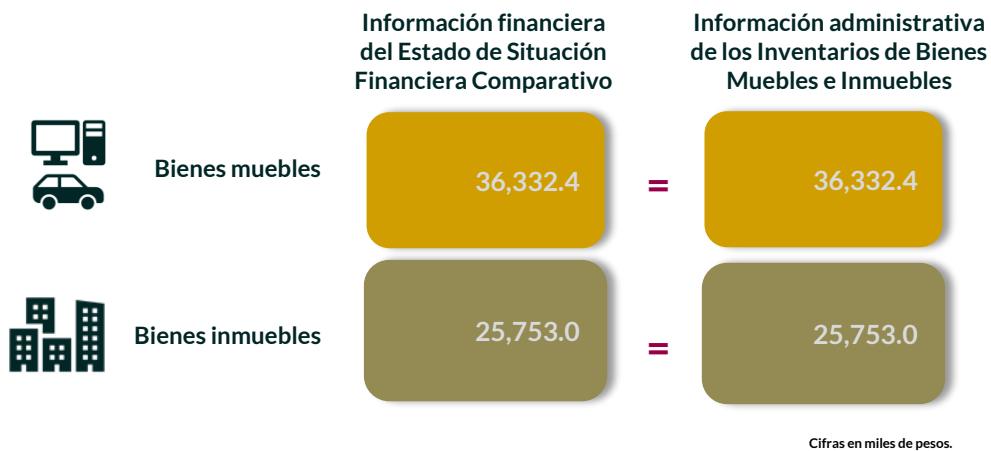 Información financiera
del Estado de Situación
Financiera Comparativo
Información administrativa
de los Inventarios de Bienes
Muebles e Inmuebles
Bienes muebles
36,332.4
=
36,332.4
Bienes inmuebles
25,753.0
=
25,753.0
Cifras en miles de pesos.